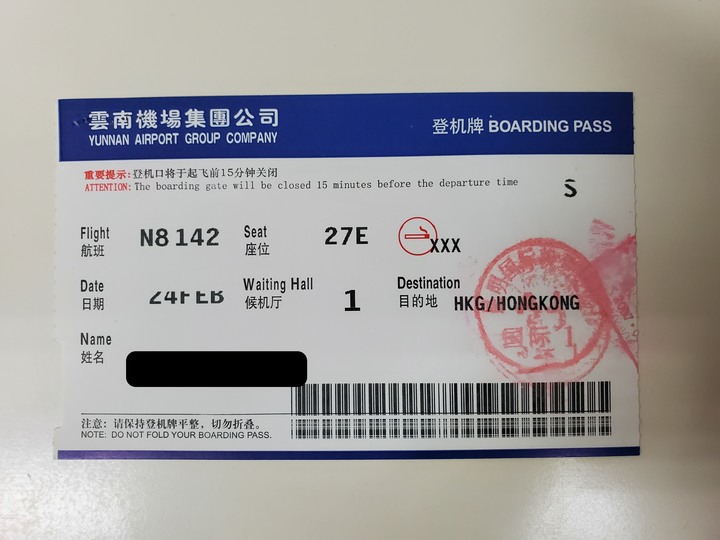 雲南機場集團公司
YUNNAN AIRPORT GROUP COMPANY
登机牌 BOARDING PASS
重要提示:登机口将于起飞前15分钟关闭
ATTENTION: The boarding gate will be closed 15 minutes before the departure time
S
Flight
航班
N8142
Seat
座位
27E
XXX
Date
日期
24FEB
Waiting Hall
候机厅
1
Destination
目的地
HKG/HONGKONG
Name
姓名
国际 1
注意: 请保持登机牌平整, 切勿折叠。
NOTE: DO NOT FOLD YOUR BOARDING PASS.